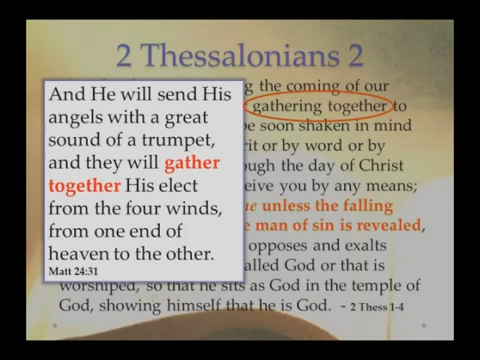 2 Thessalonians 2
And He will send His
angels with a great
sound of a trumpet,
and they will gather
together His elect
from the four winds,
from one end of
heaven to the other.
Matt 24:31
the coming of our
gathering together to
soon shaken in mind
or by word or by
the day of Christ
you by any means;
unless the falling
man of sin is revealed,
opposes and exalts
called God or that is
worshiped, so that he sits as God in the temple of
God, showing himself that he is God. - 2 Thess 1-4